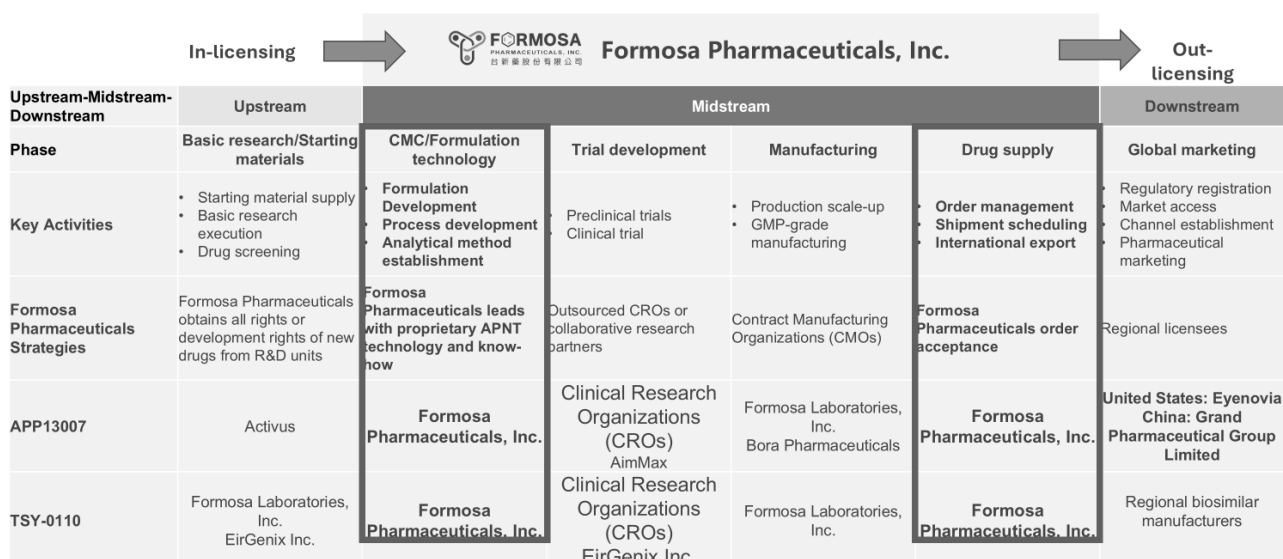 In-licensing
FORMOSA
PHARMACEUTICALS, INC.
台新藥股份有限公司
Formosa Pharmaceuticals, Inc.
Out-
licensing
Upstream-Midstream-
Downstream
Upstream
Midstream
Downstream
Phase
Basic research/Starting
materials
CMC/Formulation
technology
Trial development
Manufacturing
Drug supply
Global marketing
Key Activities
• Starting material supply
• Basic research
execution
• Drug screening
• Formulation
Development
• Process development
• Analytical method
establishment
• Preclinical trials
• Clinical trial
• Production scale-up
• GMP-grade
manufacturing
• Order management
• Shipment scheduling
• International export
• Regulatory registration
• Market access
• Channel establishment
• Pharmaceutical
marketing
Formosa
Pharmaceuticals
Strategies
Formosa Pharmaceuticals
obtains all rights or
development rights of new
drugs from R&D units
Formosa
Pharmaceuticals leads
with proprietary APNT
technology and know-
how
Outsourced CROs or
collaborative research
partners
Contract Manufacturing
Organizations (CMOs)
Formosa
Pharmaceuticals order
acceptance
Regional licensees
APP13007
Activus
Formosa
Pharmaceuticals, Inc.
Clinical Research
Organizations
(CROs)
AimMax
Formosa Laboratories,
Inc.
Bora Pharmaceuticals
Formosa
Pharmaceuticals, Inc.
United States: Eyenovia
China: Grand
Pharmaceutical Group
Limited
TSY-0110
Formosa Laboratories,
Inc.
EirGenix Inc.
Formosa
Pharmaceuticals, Inc.
Clinical Research
Organizations
(CROs)
EirGenix Inc.
Formosa Laboratories,
Inc.
Formosa
Pharmaceuticals, Inc.
Regional biosimilar
manufacturers